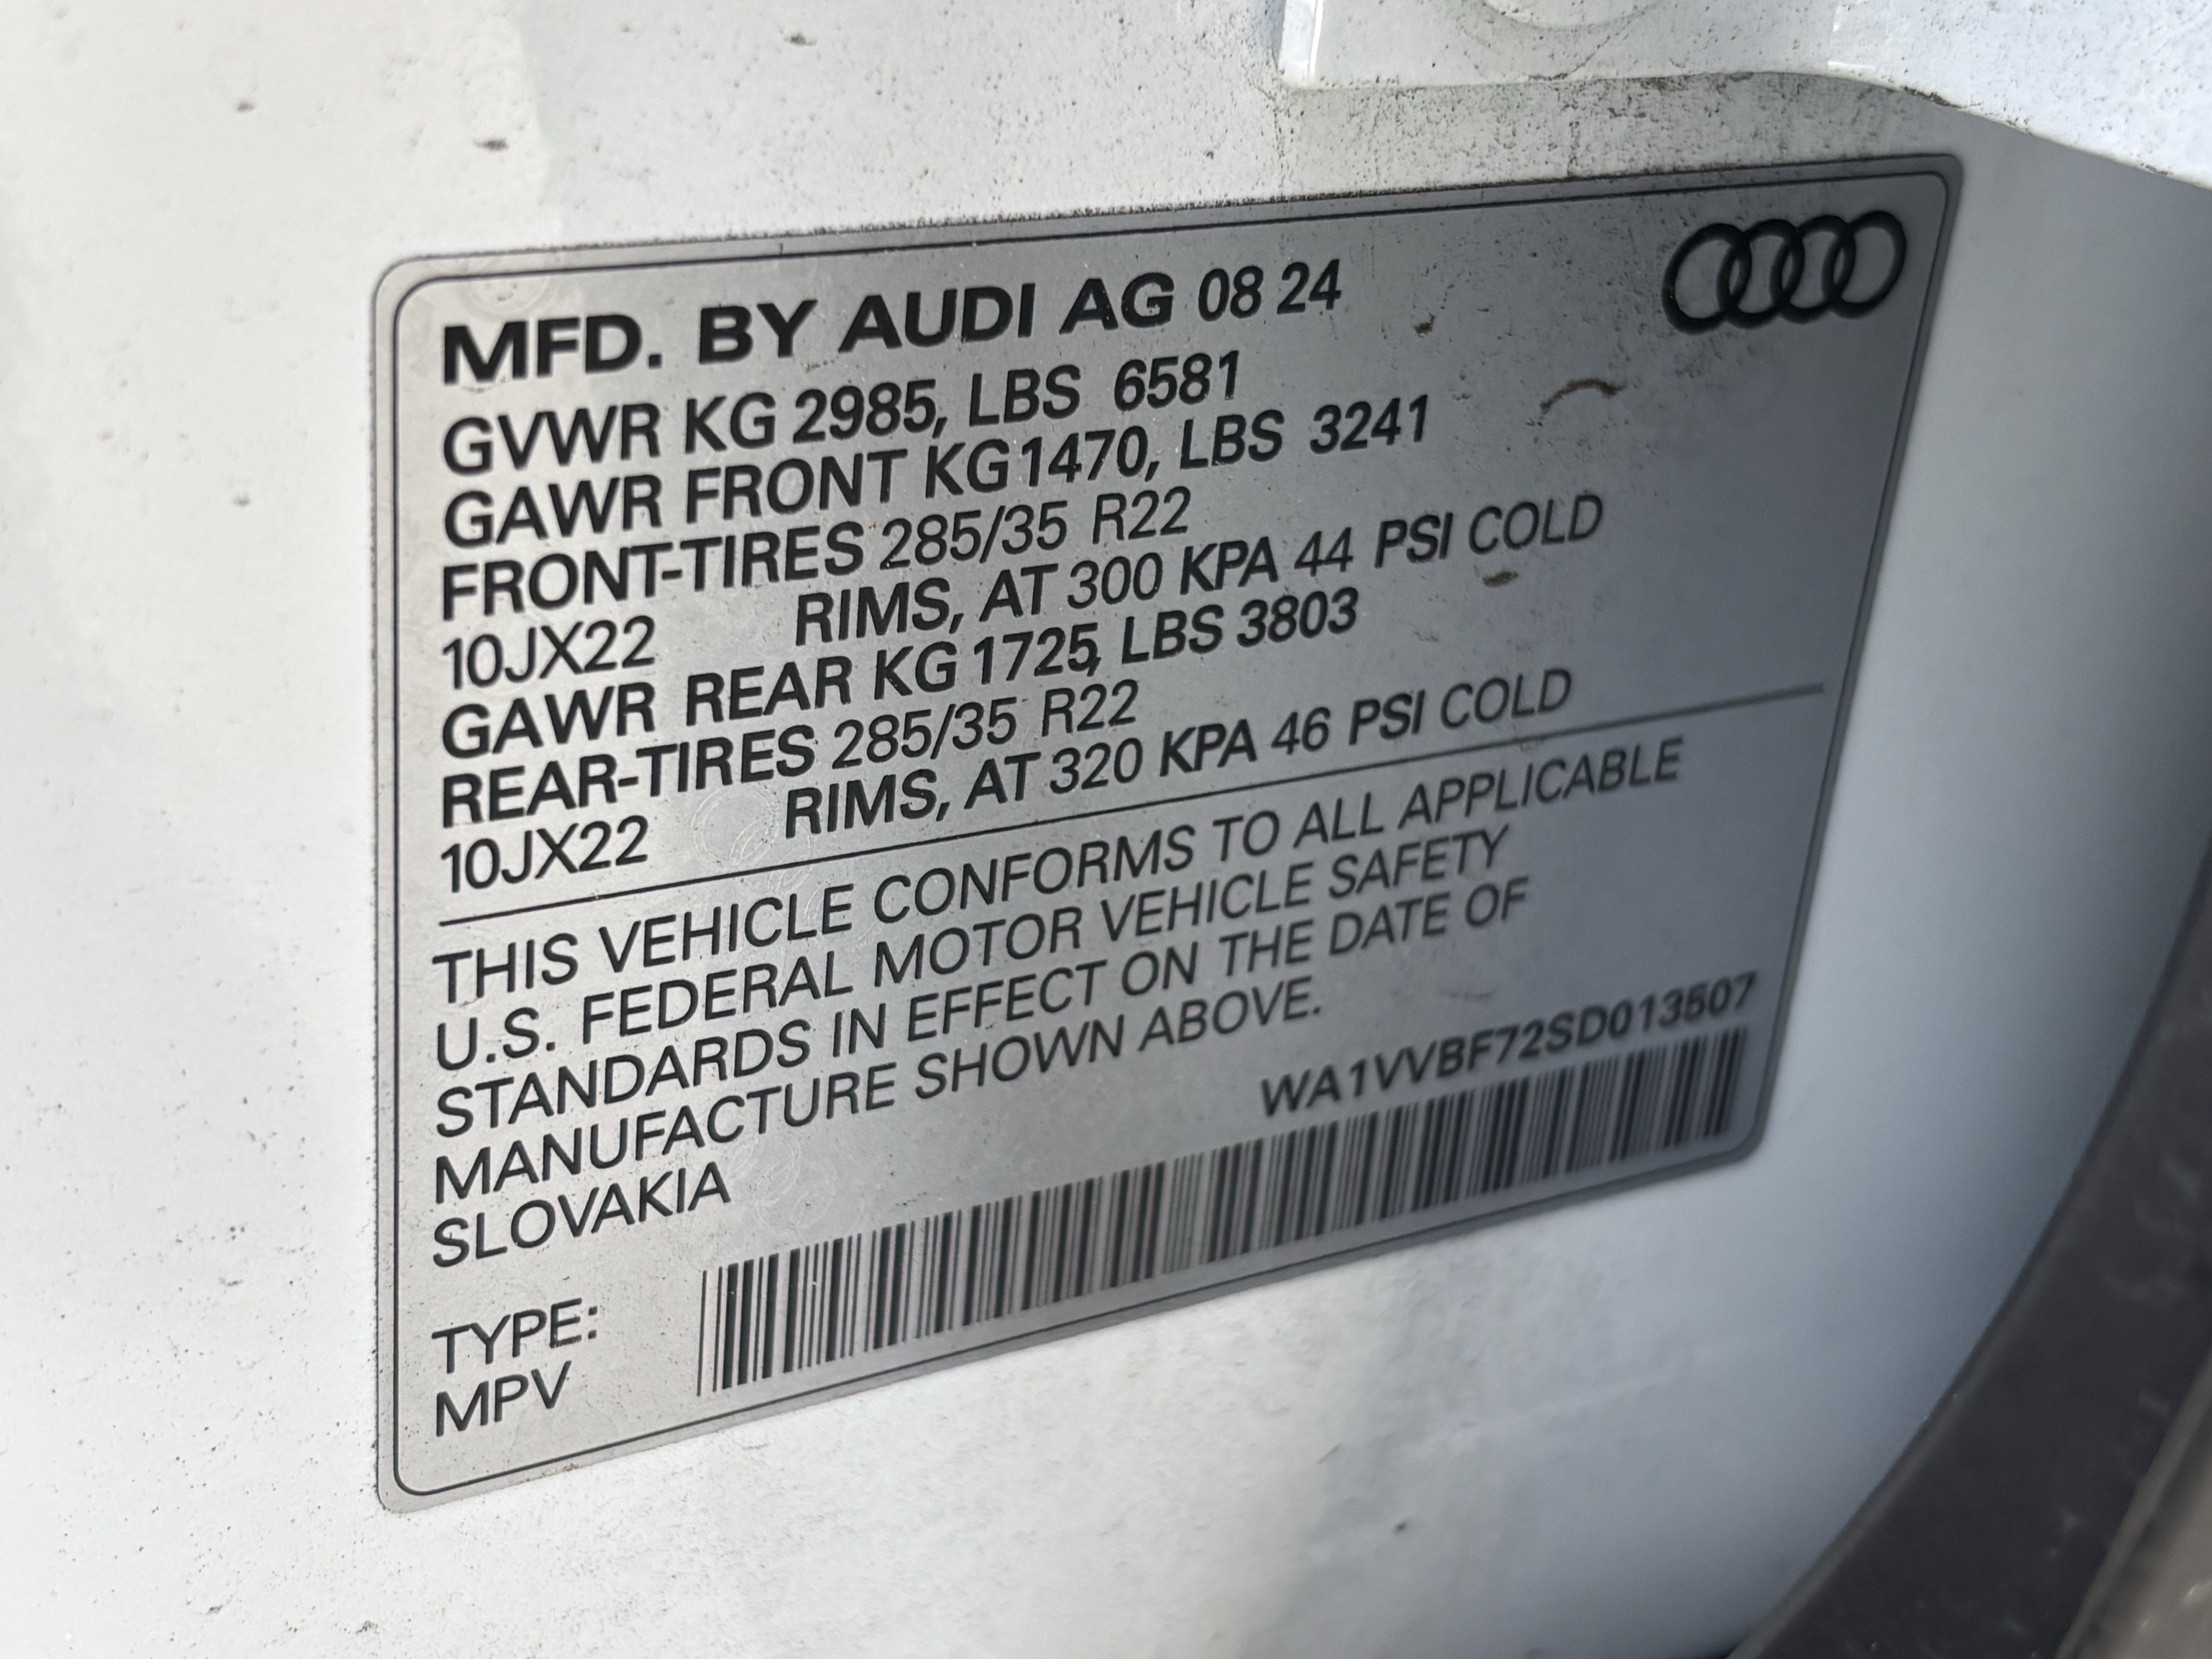 MFD. BY AUDI AG 08 24
GVWR KG 2985, LBS 6581
GAWR FRONT KG 1470, LBS 3241
FRONT-TIRES 285/35 R22
10JX22 RIMS, AT 300 KPA 44 PSI COLD
GAWR REAR KG 1725, LBS 3803
REAR-TIRES 285/35 R22
10JX22 RIMS, AT 320 KPA 46 PSI COLD
THIS VEHICLE CONFORMS TO ALL APPLICABLE
U.S. FEDERAL MOTOR VEHICLE SAFETY
STANDARDS IN EFFECT ON THE DATE OF
MANUFACTURE SHOWN ABOVE.
SLOVAKIA
WA1VVBF72SD013507
TYPE:
MPV